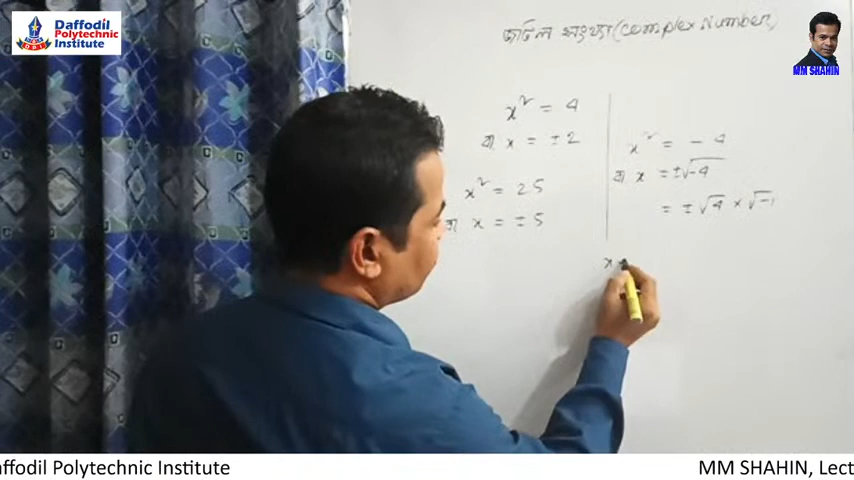 Daffodil
Polytechnic
Institute
জটিল সংখ্যা (Complex Number)
MM SHAHIN
x² = 4
বা, x = ±2
x² = 25
বা, x = ±5
x² = - 4
বা, x = ±√-4
= ±√4 × √-1
x
affodil Polytechnic Institute
MM SHAHIN, Lect